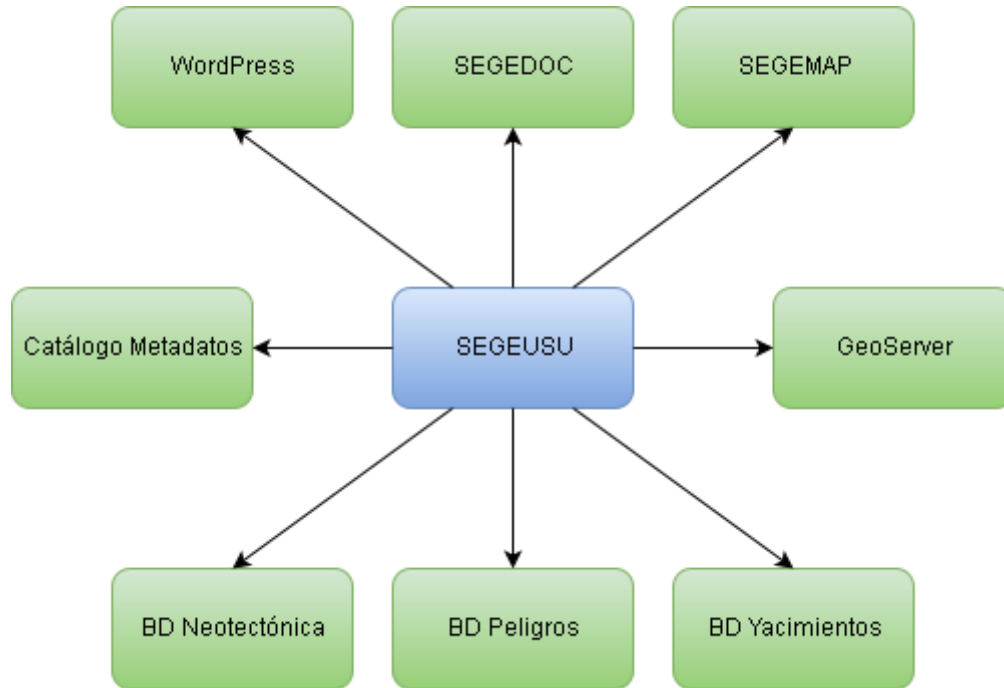 WordPress
SEGEDOC
SEGEMAP
Catálogo Metadatos
SEGEUSU
GeoServer
BD Neotectónica
BD Peligros
BD Yacimientos